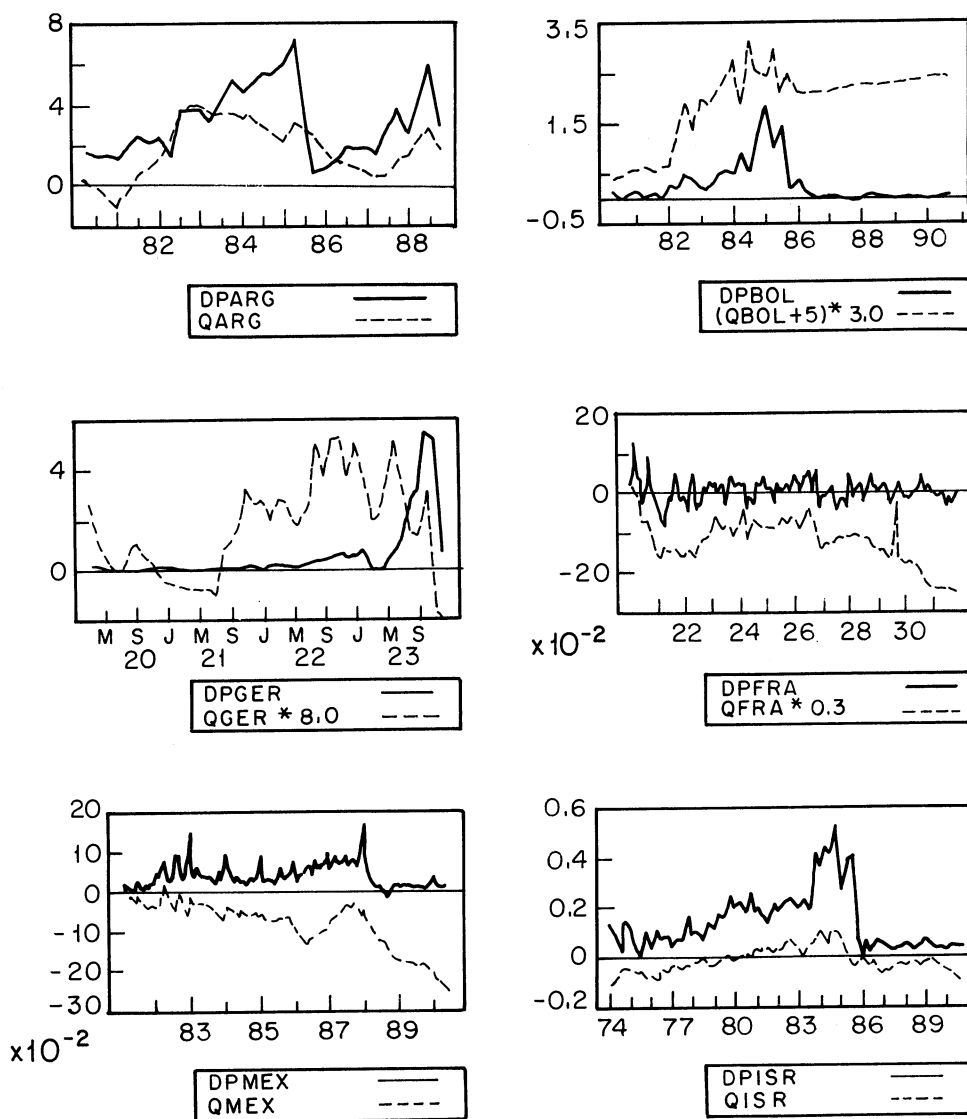 8
4
0
82 84 86 88
DPARG
QARG
3.5
1.5
-0.5
82 84 86 88 90
DPBOL
(QBOL+5)* 3.0
4
0
M S J M S J M S J M S
20 21 22 23
DPGER
QGER * 8.0
20
0
-20
x10-2
22 24 26 28 30
DPFRA
QFRA * 0.3
20
10
0
-10
-20
-30
x10-2
83 85 87 89
DPMEX
QMEX
0.6
0.4
0.2
0
-0.2
74 77 80 83 86 89
DPISR
QISR